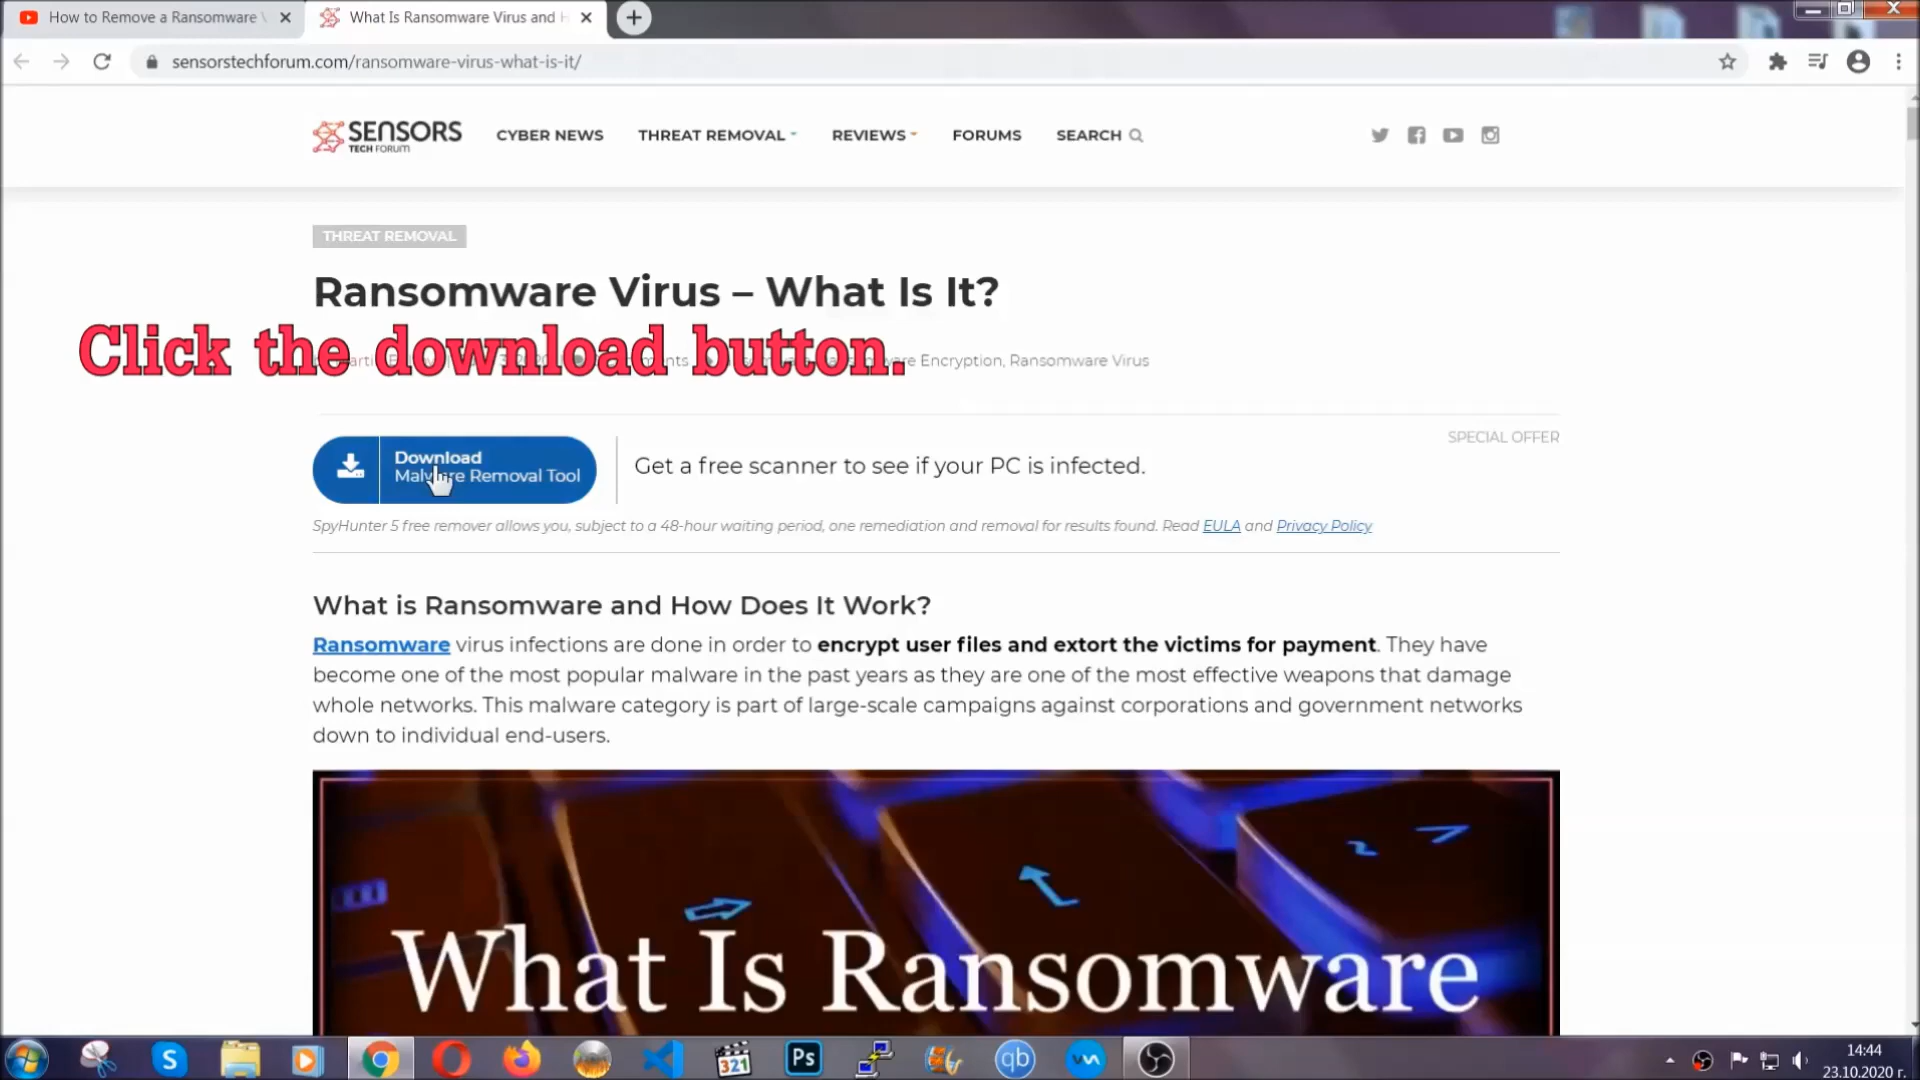 How to Remove a Ransomware
What Is Ransomware Virus and
sensorstechforum.com/ransomware-virus-what-is-it/
SENSORS
TECH FORUM
CYBER NEWS THREAT REMOVAL REVIEWS FORUMS SEARCH
THREAT REMOVAL
Ransomware Virus – What Is It?
Click the download button.
Encryption, Ransomware Virus
SPECIAL OFFER
Download
Malware Removal Tool
Get a free scanner to see if your PC is infected.
SpyHunter 5 free remover allows you, subject to a 48-hour waiting period, one remediation and removal for results found. Read EULA and Privacy Policy
What is Ransomware and How Does It Work?
Ransomware virus infections are done in order to encrypt user files and extort the victims for payment. They have
become one of the most popular malware in the past years as they are one of the most effective weapons that damage
whole networks. This malware category is part of large-scale campaigns against corporations and government networks
down to individual end-users.
What Is Ransomware
S
321
Ps
qb
14:44
23.10.2020 г.